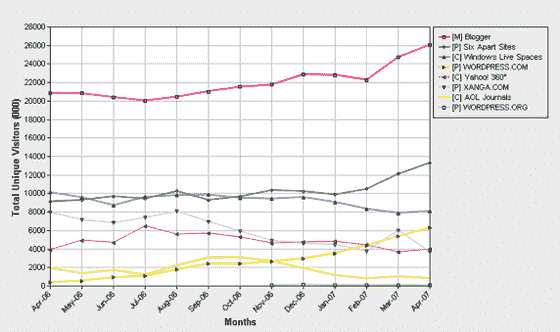 28000
26000
24000
22000
20000
18000
16000
14000
12000
10000
8000
6000
4000
2000
0
Total Unique Visitors (000)
Apr-06
May-06
Jun-06
Jul-06
Aug-06
Sep-06
Oct-06
Nov-06
Dec-06
Jan-07
Feb-07
Mar-07
Apr-07
Months
[M] Blogger
[P] Six Apart Sites
[C] Windows Live Spaces
[P] WORDPRESS.COM
[C] Yahoo! 360°
[P] XANGA.COM
[C] AOL Journals
[P] WORDPRESS.ORG